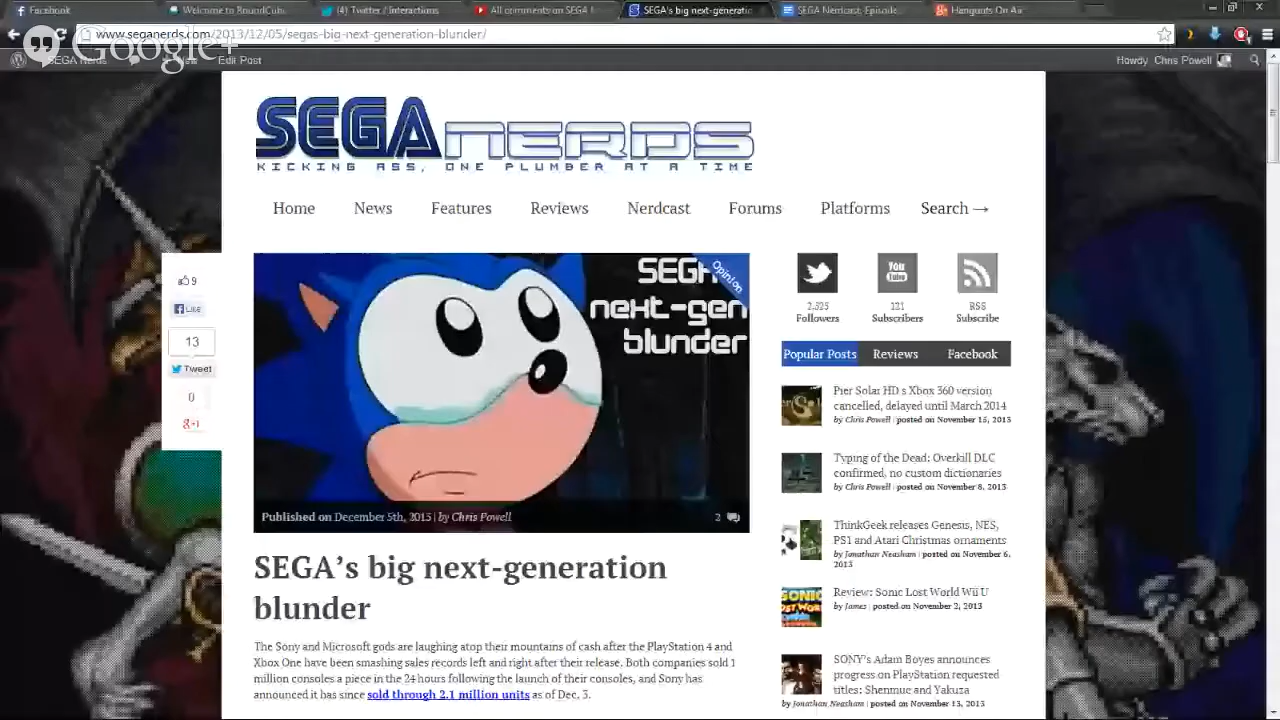 Facebook
Welcome to RoundCube
(4) Twitter / Interactions
All comments on SEGA N
SEGA's big next-generatio
SEGA Nerdcast: Episode
Hangouts On Air
www.seganerds.com/2013/12/05/segas-big-next-generation-blunder/
Google+
SEGA Nerds
Edit Post
Howdy, Chris Powell
SEGA NERDS
KICKING ASS, ONE PLUMBER AT A TIME
Home
News
Features
Reviews
Nerdcast
Forums
Platforms
Search →
9
Like
13
Tweet
0
g+1
SEGA
next-gen
blunder
Opinion
Published on December 5th, 2013 | by Chris Powell
2
SEGA's big next-generation
blunder
The Sony and Microsoft gods are laughing atop their mountains of cash after the PlayStation 4 and
Xbox One have been smashing sales records left and right after their release. Both companies sold 1
million consoles a piece in the 24 hours following the launch of their consoles, and Sony has
announced it has since sold through 2.1 million units as of Dec. 3.
You
Tube
2,525
Followers
121
Subscribers
RSS
Subscribe
Popular Posts
Reviews
Facebook
Pier Solar HD's Xbox 360 version
cancelled, delayed until March 2014
by Chris Powell | posted on November 15, 2013
Typing of the Dead: Overkill DLC
confirmed, no custom dictionaries
by Chris Powell | posted on November 8, 2013
ThinkGeek releases Genesis, NES,
PS1 and Atari Christmas ornaments
by Jonathan Neasham | posted on November 6,
2013
SONIC
LOST WORLD
Review: Sonic Lost World Wii U
by James | posted on November 2, 2013
SONY's Adam Boyes announces
progress on PlayStation requested
titles: Shenmue and Yakuza
by Jonathan Neasham | posted on November 13, 2013